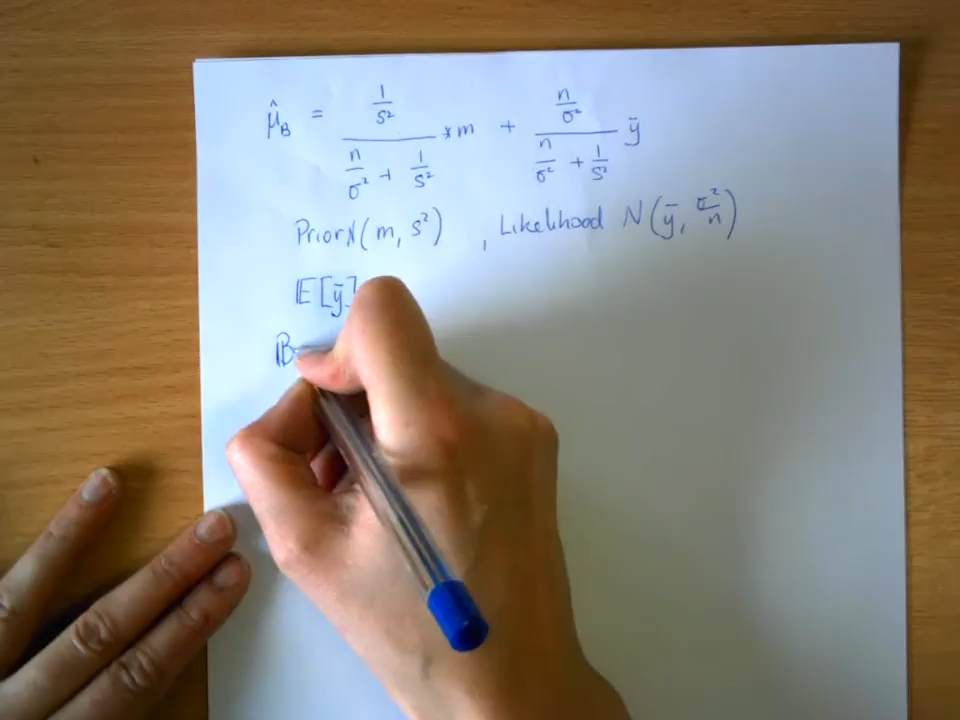 μ̂_B = (1/s²)/(n/σ² + 1/s²) * m + (n/σ²)/(n/σ² + 1/s²) ȳ
Prior N(m, s²) , Likelihood N(ȳ, σ²/n)
𝔼[ȳ]
B